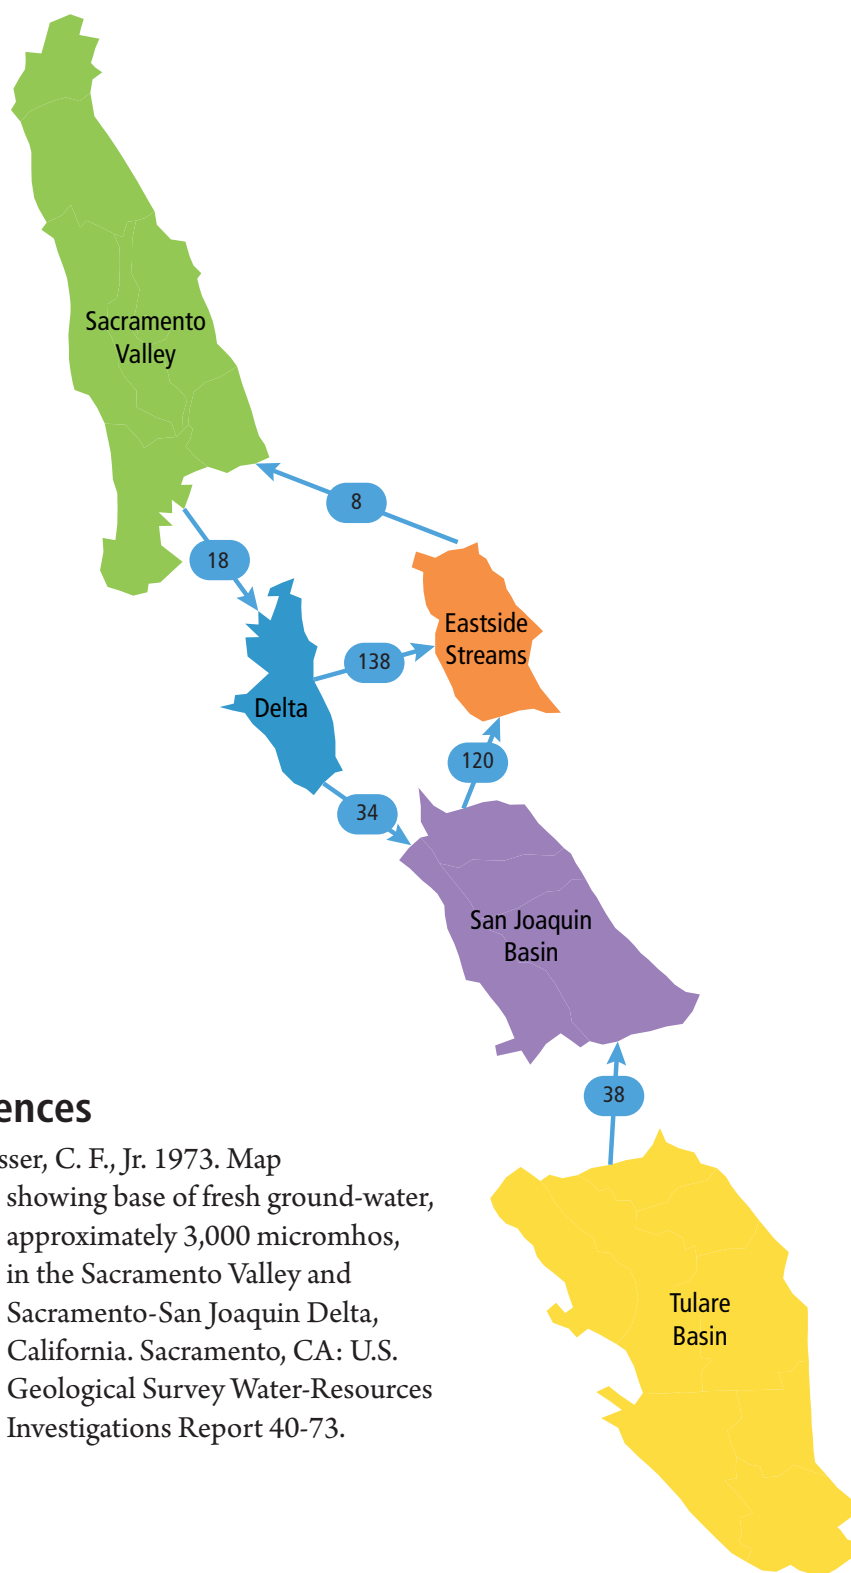 Sacramento
Valley
8
18
Eastside
Streams
138
Delta
120
34
San Joaquin
Basin
38
ences
sser, C. F., Jr. 1973. Map
showing base of fresh ground-water,
approximately 3,000 micromhos,
in the Sacramento Valley and
Sacramento-San Joaquin Delta,
California. Sacramento, CA: U.S.
Geological Survey Water-Resources
Investigations Report 40-73.
Tulare
Basin